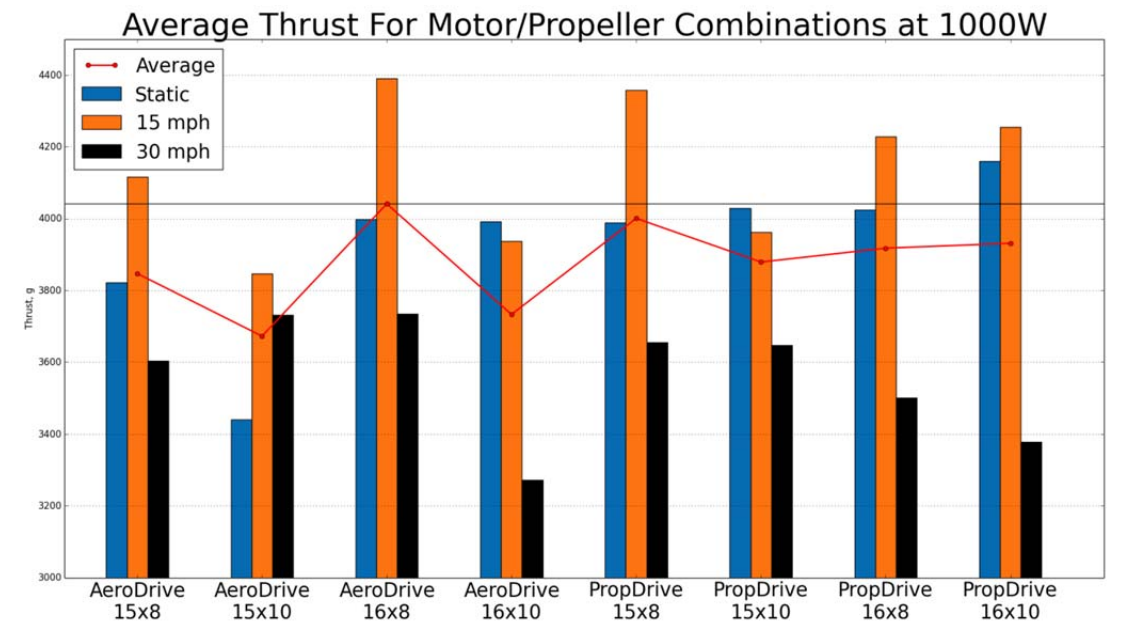 Average Thrust For Motor/Propeller Combinations at 1000W
Average
Static
15 mph
30 mph
Thrust, g
4400
4200
4000
3800
3600
3400
3200
3000
AeroDrive 15x8
AeroDrive 15x10
AeroDrive 16x8
AeroDrive 16x10
PropDrive 15x8
PropDrive 15x10
PropDrive 16x8
PropDrive 16x10